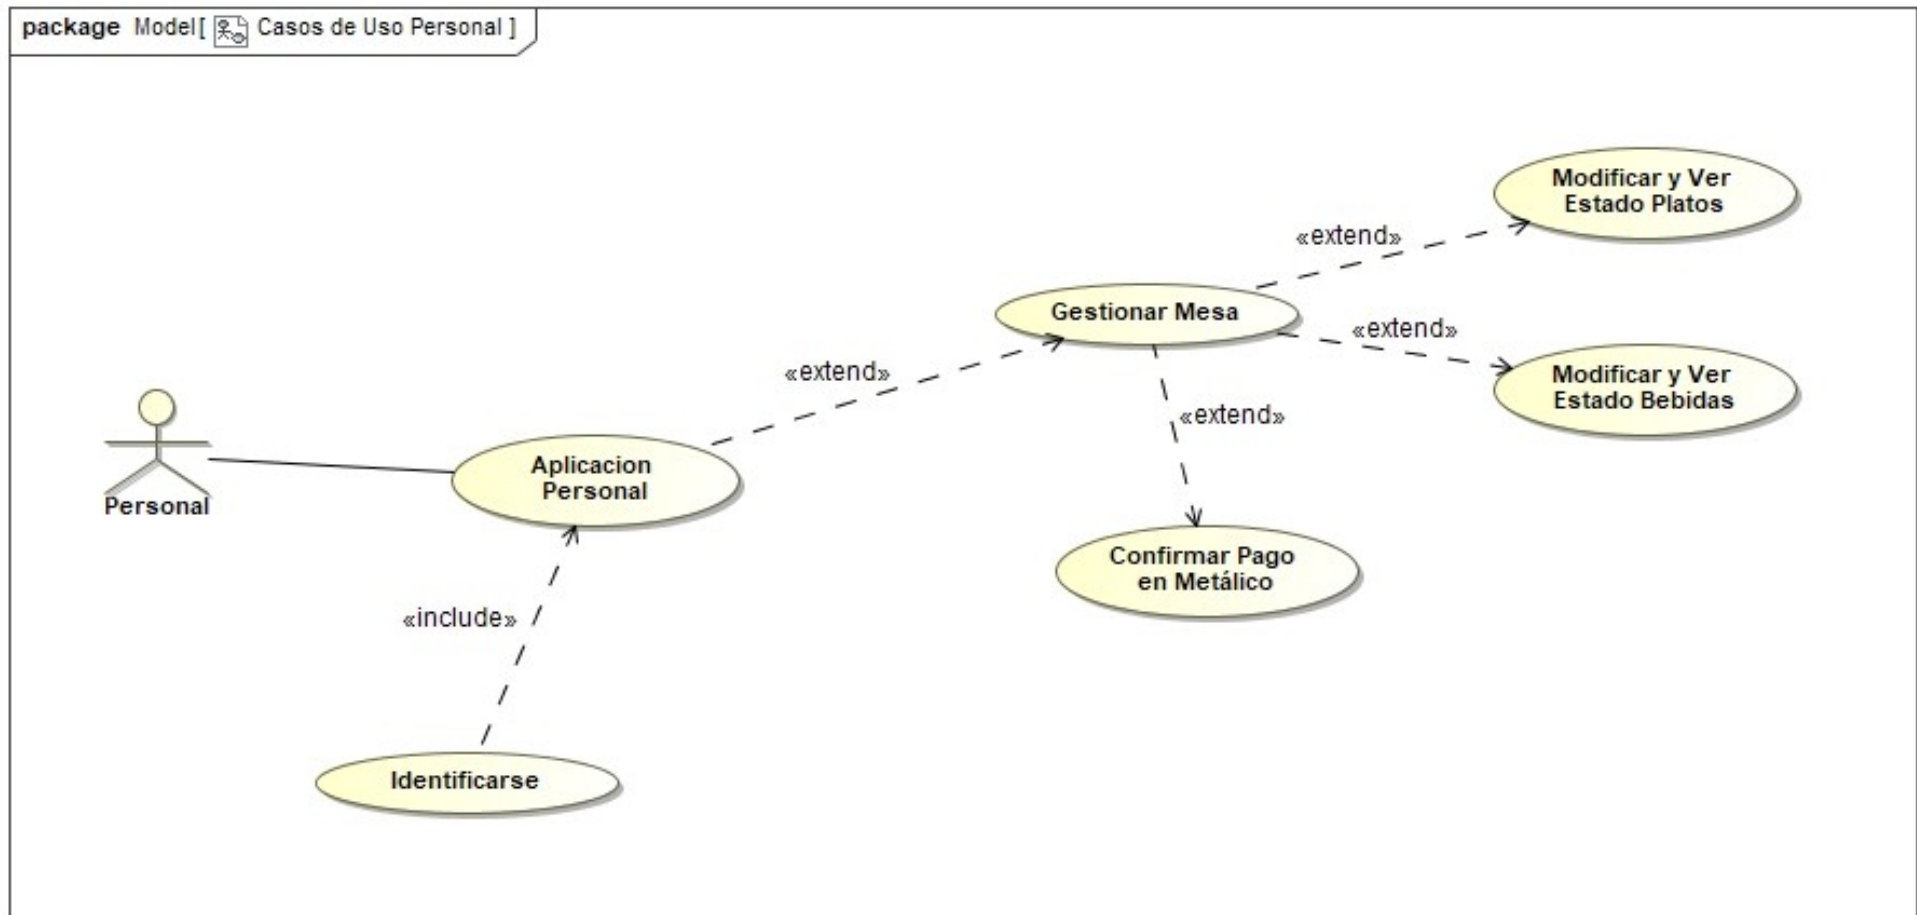 package Model[ Casos de Uso Personal ]
Modificar y Ver
Estado Platos
«extend»
Gestionar Mesa
«extend»
Modificar y Ver
Estado Bebidas
«extend»
«extend»
Aplicacion
Personal
Personal
Confirmar Pago
en Metálico
«include»
Identificarse